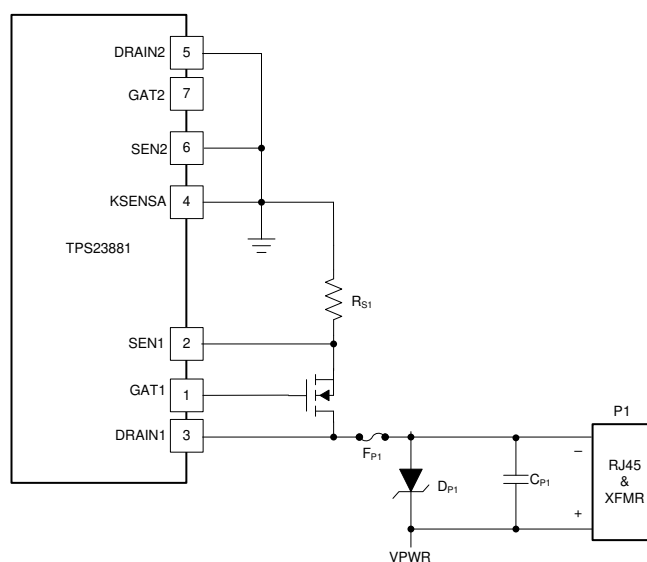 DRAIN2 5
GAT2 7
SEN2 6
KSENSA 4
TPS23881
RS1
SEN1 2
GAT1 1
DRAIN1 3
FP1
DP1
CP1
P1
–
RJ45
&
XFMR
+
VPWR